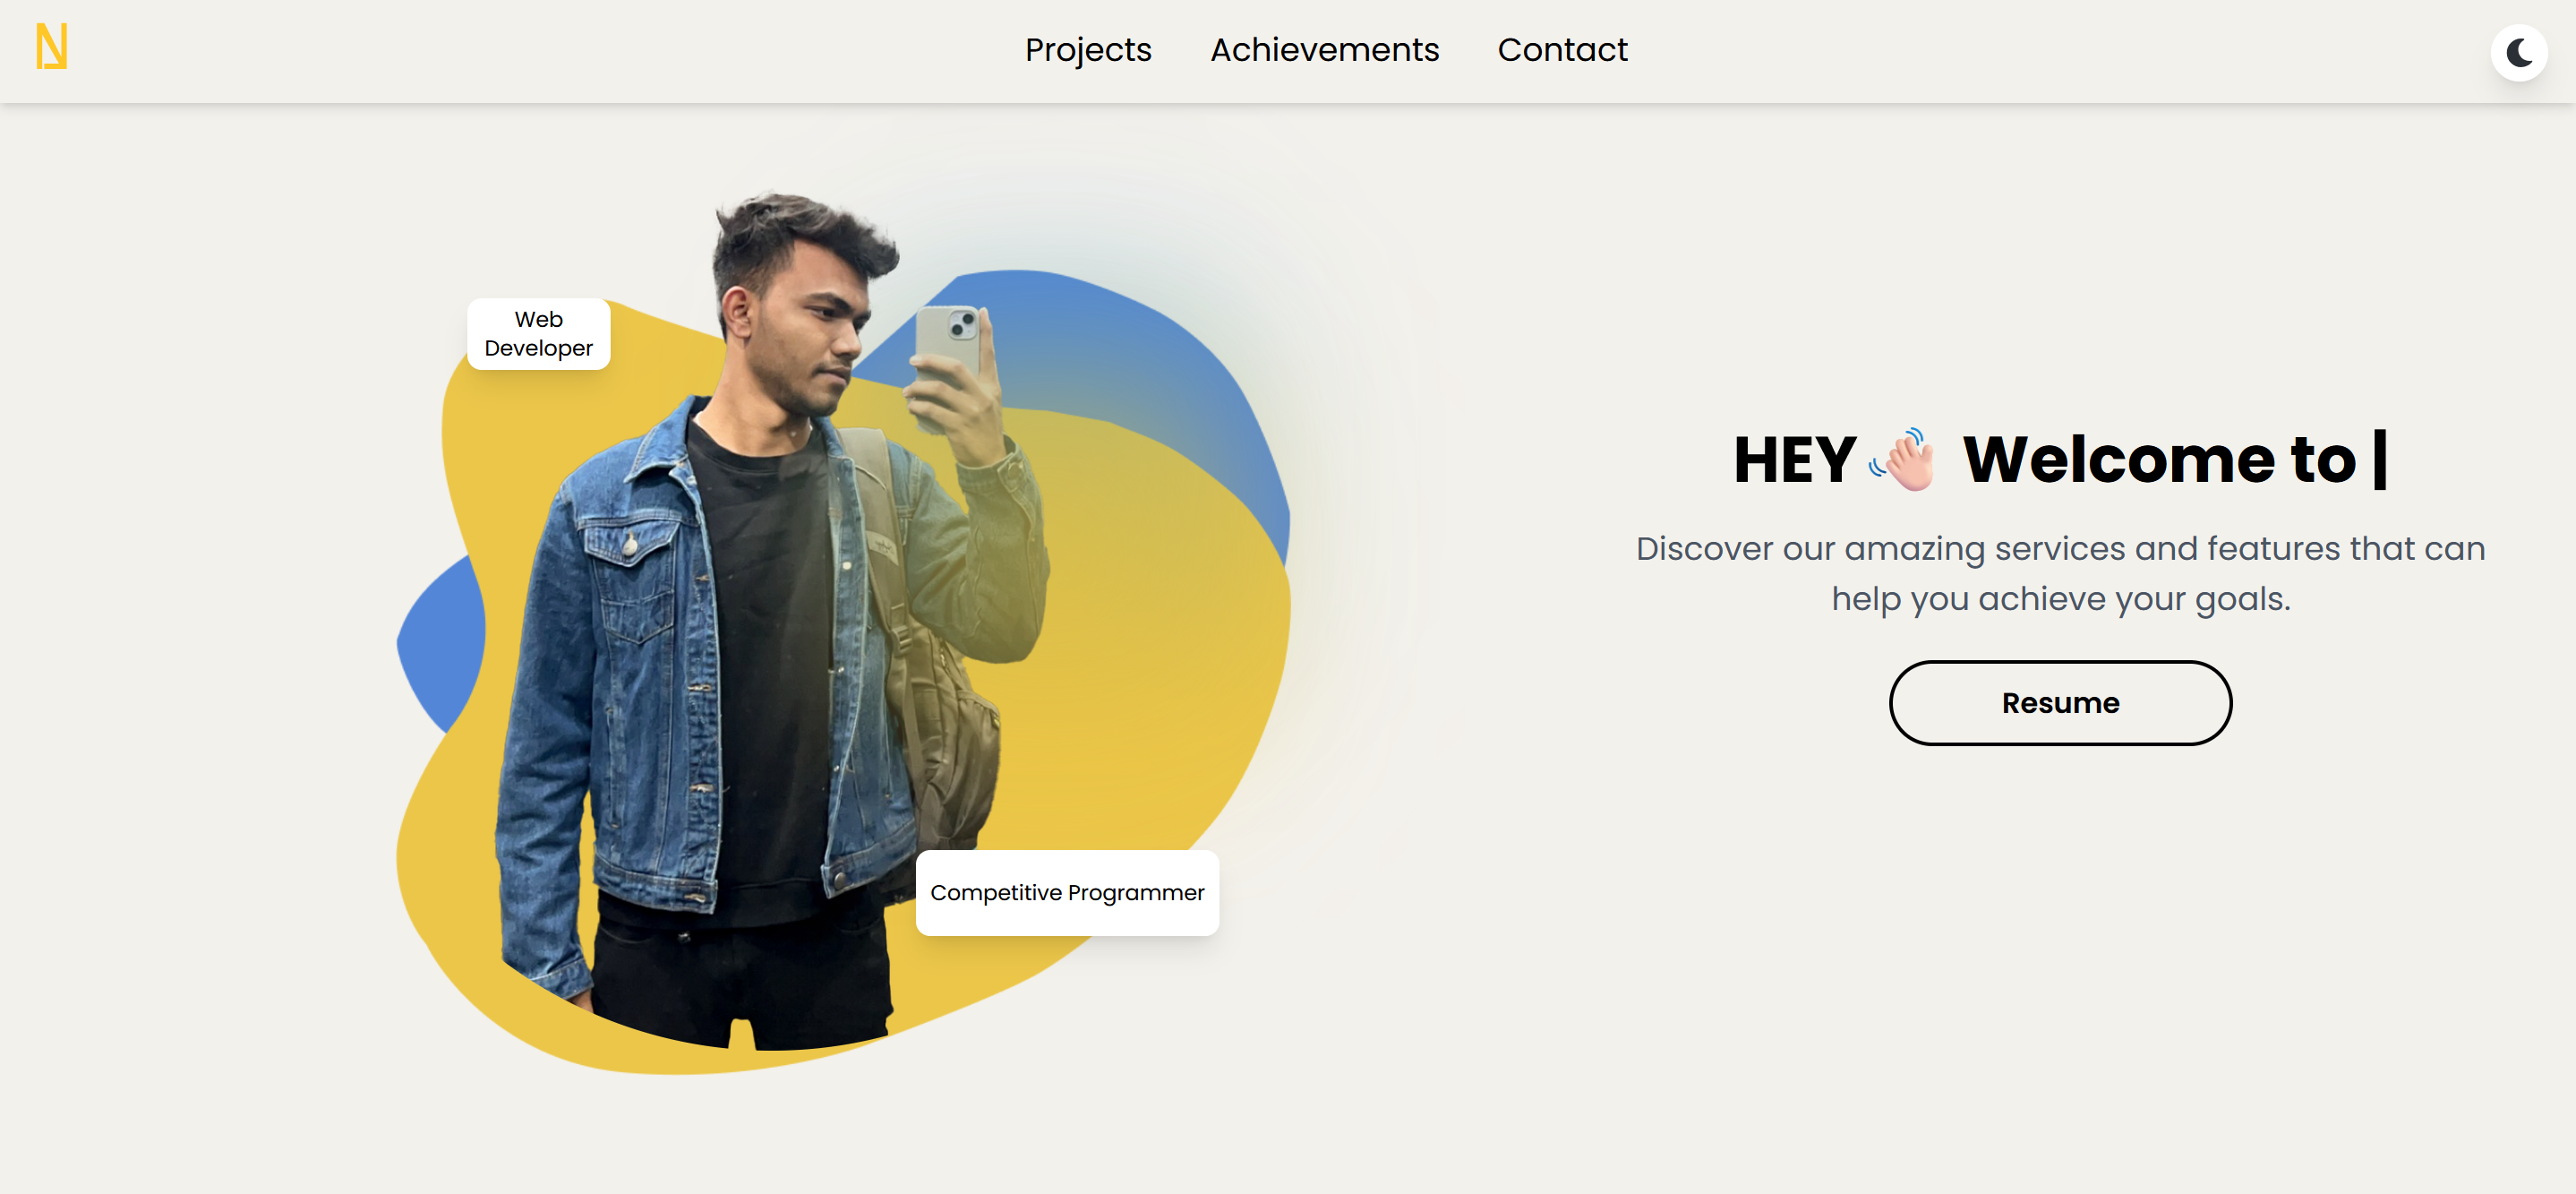 N
Projects Achievements Contact
Web
Developer
HEY 👋🏻 Welcome to |
Discover our amazing services and features that can
help you achieve your goals.
Resume
Competitive Programmer